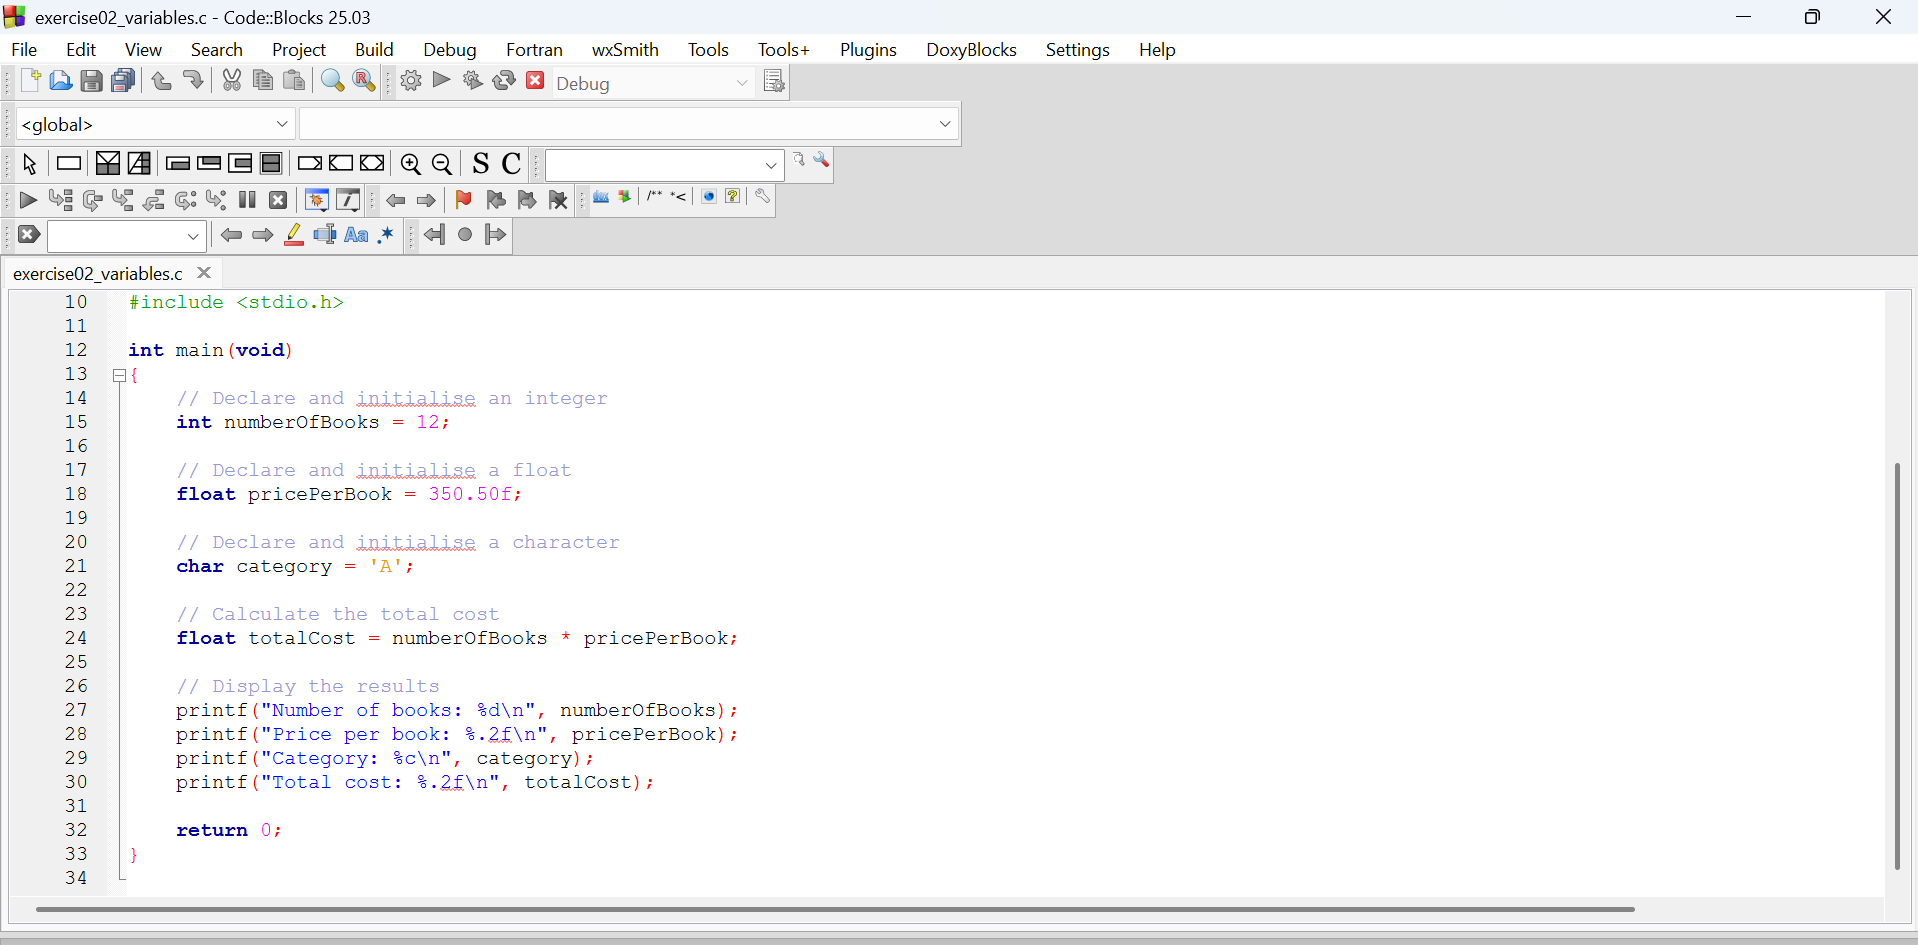 exercise02_variables.c - Code::Blocks 25.03
File Edit View Search Project Build Debug Fortran wxSmith Tools Tools+ Plugins DoxyBlocks Settings Help
Debug
<global>
S C
/** *<
Aa .*
exercise02_variables.c
10 #include <stdio.h>
11
12 int main(void)
13 {
14     // Declare and initialise an integer
15     int numberOfBooks = 12;
16
17     // Declare and initialise a float
18     float pricePerBook = 350.50f;
19
20     // Declare and initialise a character
21     char category = 'A';
22
23     // Calculate the total cost
24     float totalCost = numberOfBooks * pricePerBook;
25
26     // Display the results
27     printf("Number of books: %d\n", numberOfBooks);
28     printf("Price per book: %.2f\n", pricePerBook);
29     printf("Category: %c\n", category);
30     printf("Total cost: %.2f\n", totalCost);
31
32     return 0;
33 }
34